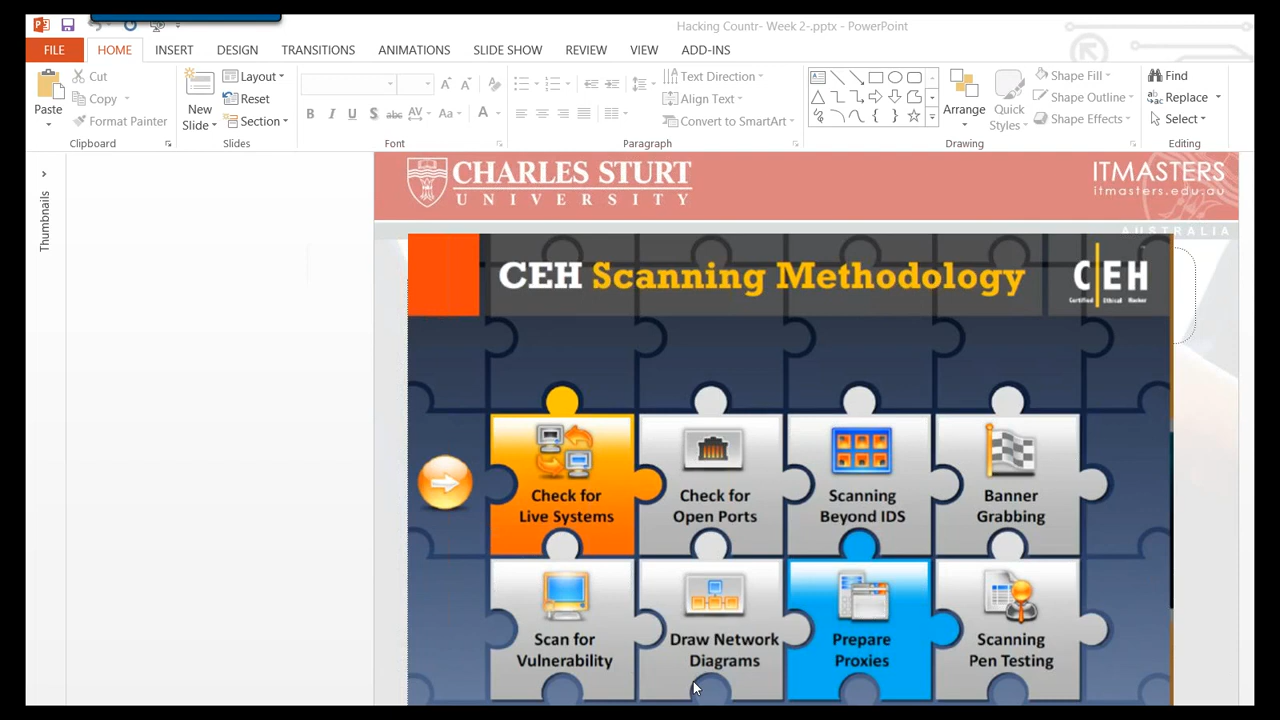 Hacking Countr- Week 2-.pptx - PowerPoint
FILE HOME INSERT DESIGN TRANSITIONS ANIMATIONS SLIDE SHOW REVIEW VIEW ADD-INS
Paste
Cut
Copy
Format Painter
Clipboard
New
Slide
Layout
Reset
Section
Slides
B I U S abc AV Aa A
Font
Text Direction
Align Text
Convert to SmartArt
Paragraph
Arrange
Quick
Styles
Shape Fill
Shape Outline
Shape Effects
Drawing
Find
Replace
Select
Editing
Thumbnails
CHARLES STURT
UNIVERSITY
ITMASTERS
itmasters.edu.au
AUSTRALIA
CEH Scanning Methodology
CEH
Certified Ethical Hacker
Check for
Live Systems
Check for
Open Ports
Scanning
Beyond IDS
Banner
Grabbing
Scan for
Vulnerability
Draw Network
Diagrams
Prepare
Proxies
Scanning
Pen Testing